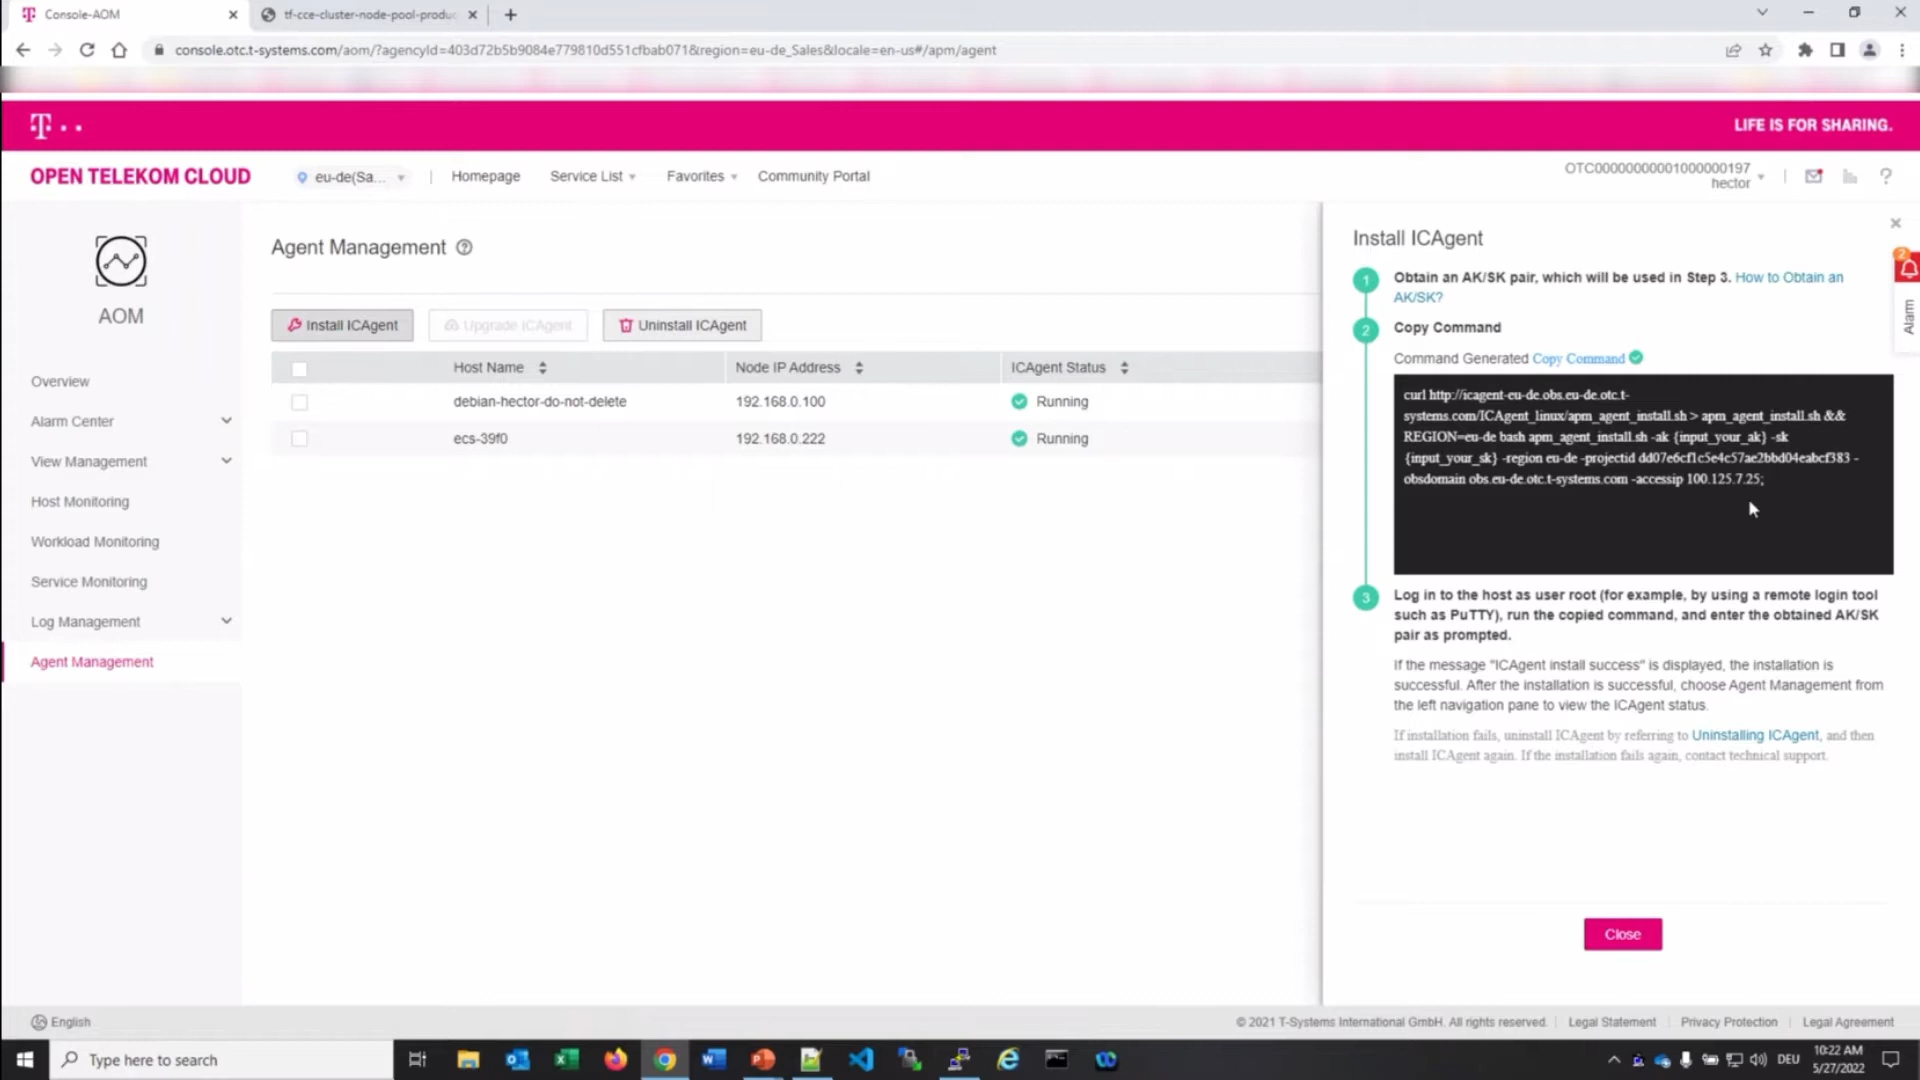 Console-AOM
tf-cce-cluster-node-pool-produc
console.otc.t-systems.com/aom/?agencyId=403d72b5b9084e779810d551cfbab071&region=eu-de_Sales&locale=en-us#/apm/agent
T
LIFE IS FOR SHARING.
OPEN TELEKOM CLOUD
eu-de(Sa...
Homepage
Service List
Favorites
Community Portal
OTC00000000001000000197
hector
AOM
Overview
Alarm Center
View Management
Host Monitoring
Workload Monitoring
Service Monitoring
Log Management
Agent Management
Agent Management
Install ICAgent
Upgrade ICAgent
Uninstall ICAgent
Host Name
Node IP Address
ICAgent Status
debian-hector-do-not-delete
192.168.0.100
Running
ecs-39f0
192.168.0.222
Running
Install ICAgent
2
Alarm
1
Obtain an AK/SK pair, which will be used in Step 3. How to Obtain an
AK/SK?
2
Copy Command
Command Generated Copy Command
curl http://icagent-eu-de.obs.eu-de.otc.t-
systems.com/ICAgent_linux/apm_agent_install.sh > apm_agent_install.sh &&
REGION=eu-de bash apm_agent_install.sh -ak {input_your_ak} -sk
{input_your_sk} -region eu-de -projectid dd07e6cf1c5e4c57ae2bbd04eabcf383 -
obsdomain obs.eu-de.otc.t-systems.com -accessip 100.125.7.25;
3
Log in to the host as user root (for example, by using a remote login tool
such as PuTTY), run the copied command, and enter the obtained AK/SK
pair as prompted.
If the message "ICAgent install success" is displayed, the installation is
successful. After the installation is successful, choose Agent Management from
the left navigation pane to view the ICAgent status.
If installation fails, uninstall ICAgent by referring to Uninstalling ICAgent, and then
install ICAgent again. If the installation fails again, contact technical support.
Close
English
© 2021 T-Systems International GmbH. All rights reserved.
Legal Statement
Privacy Protection
Legal Agreement
Type here to search
DEU
10:22 AM
5/27/2022